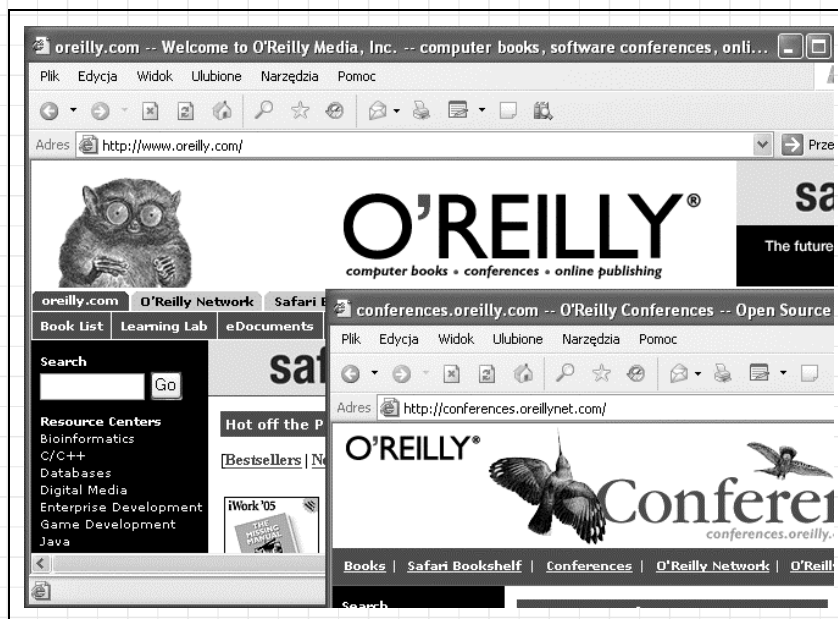 oreilly.com -- Welcome to O'Reilly Media, Inc. -- computer books, software conferences, onli...
Plik Edycja Widok Ulubione Narzędzia Pomoc
Adres http://www.oreilly.com/ Prze
O'REILLY®
computer books • conferences • online publishing
The future
oreilly.com O'Reilly Network Safari
Book List Learning Lab eDocuments
Search
Go
saf
Resource Centers
Bioinformatics
C/C++
Databases
Digital Media
Enterprise Development
Game Development
Java
Hot off the P
[Bestsellers | Ne
iWork '05
THE
MISSING
MANUAL
conferences.oreilly.com -- O'Reilly Conferences -- Open Source
Plik Edycja Widok Ulubione Narzędzia Pomoc
Adres http://conferences.oreillynet.com/
O'REILLY®
Conferen
conferences.oreilly.
Books | Safari Bookshelf | Conferences | O'Reilly Network | O'Reill
Search